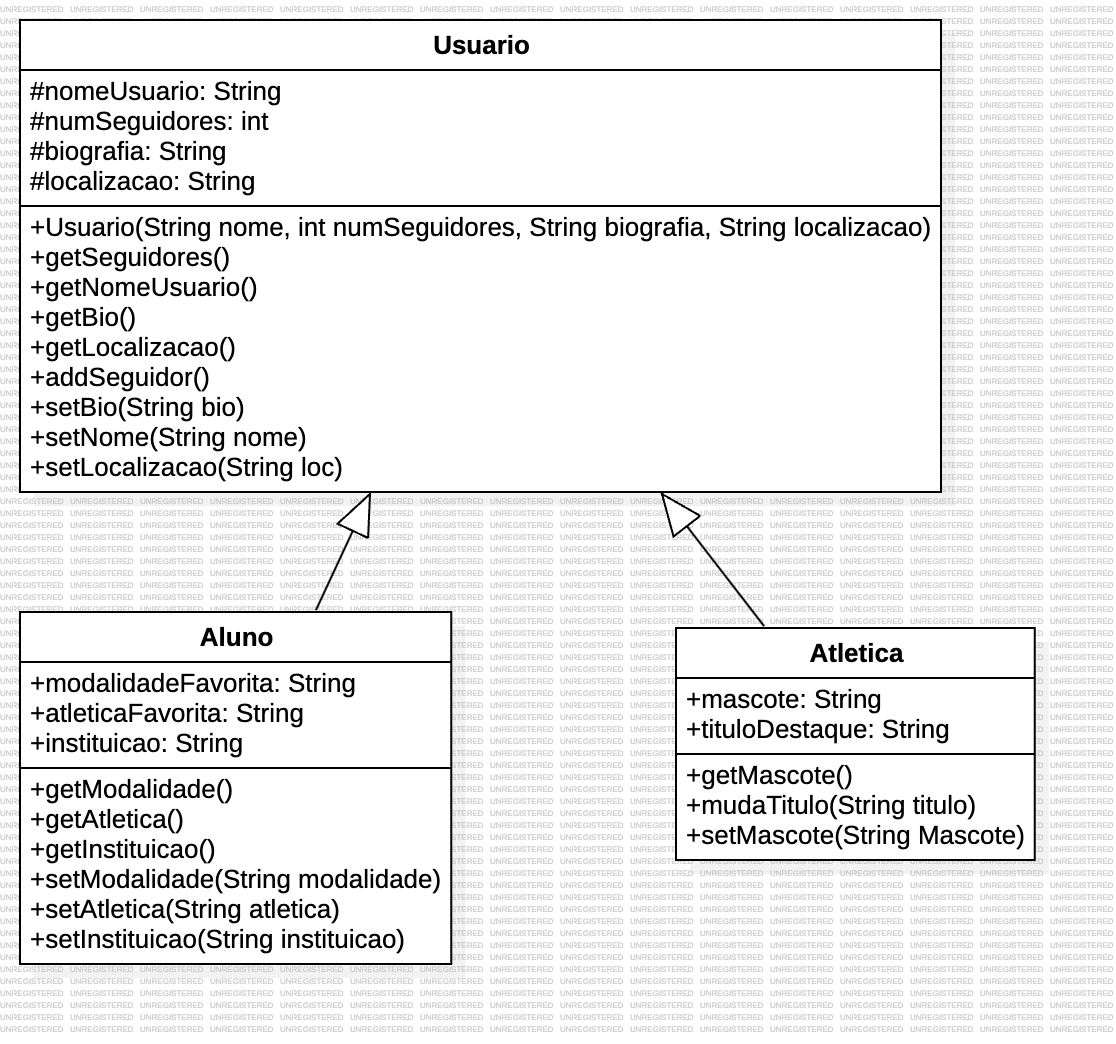 Usuario
#nomeUsuario: String
#numSeguidores: int
#biografia: String
#localizacao: String
+Usuario(String nome, int numSeguidores, String biografia, String localizacao)
+getSeguidores()
+getNomeUsuario()
+getBio()
+getLocalizacao()
+addSeguidor()
+setBio(String bio)
+setNome(String nome)
+setLocalizacao(String loc)
Aluno
+modalidadeFavorita: String
+atleticaFavorita: String
+instituicao: String
+getModalidade()
+getAtletica()
+getInstituicao()
+setModalidade(String modalidade)
+setAtletica(String atletica)
+setInstituicao(String instituicao)
Atletica
+mascote: String
+tituloDestaque: String
+getMascote()
+mudaTitulo(String titulo)
+setMascote(String Mascote)
UNREGISTERED